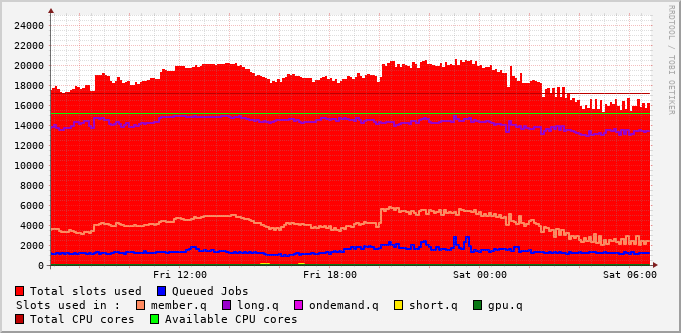 24000
22000
20000
18000
16000
14000
12000
10000
8000
6000
4000
2000
0
Fri 12:00 Fri 18:00 Sat 00:00 Sat 06:00
Total slots used Queued Jobs
Slots used in : member.q long.q ondemand.q short.q gpu.q
Total CPU cores Available CPU cores
RRDTOOL / TOBI OETIKER